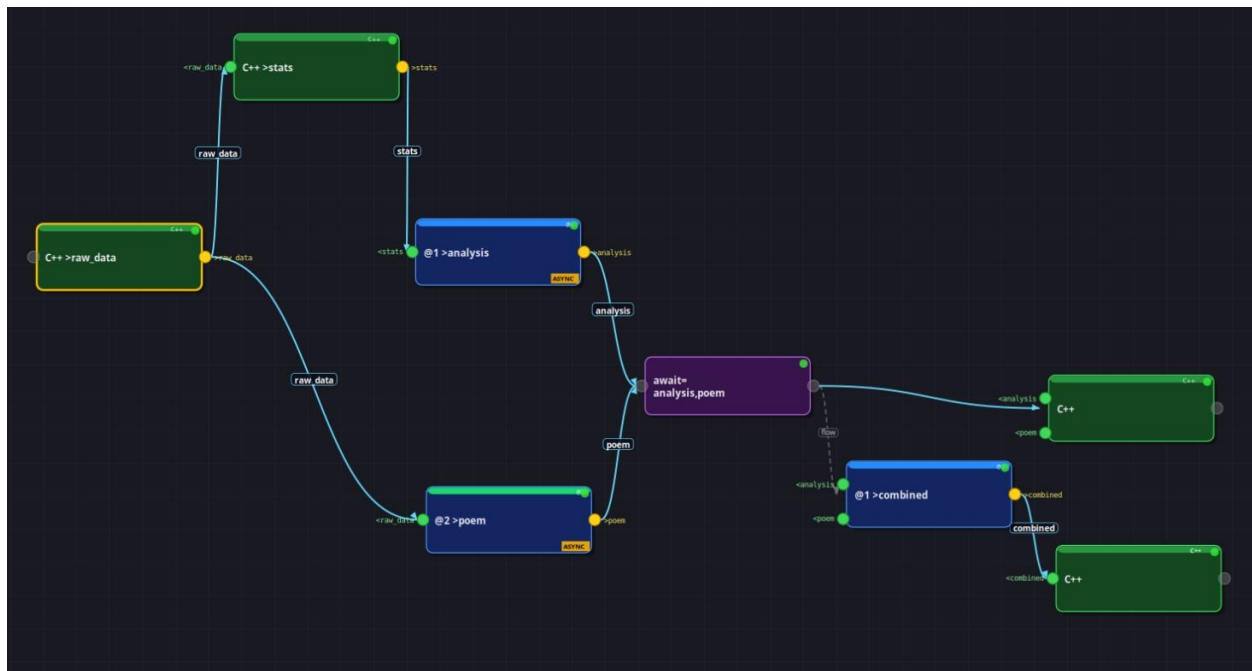 C++
<raw_data
C++ >stats
>stats
raw_data
stats
C++
C++ >raw_data
>raw_data
<stats
@1 >analysis
>analysis
ASYNC
analysis
raw_data
await=
analysis,poem
C++
<analysis
C++
<poem
flow
poem
<analysis
@1 >combined
>combined
<poem
combined
<raw_data
@2 >poem
>poem
ASYNC
C++
<combined
C++